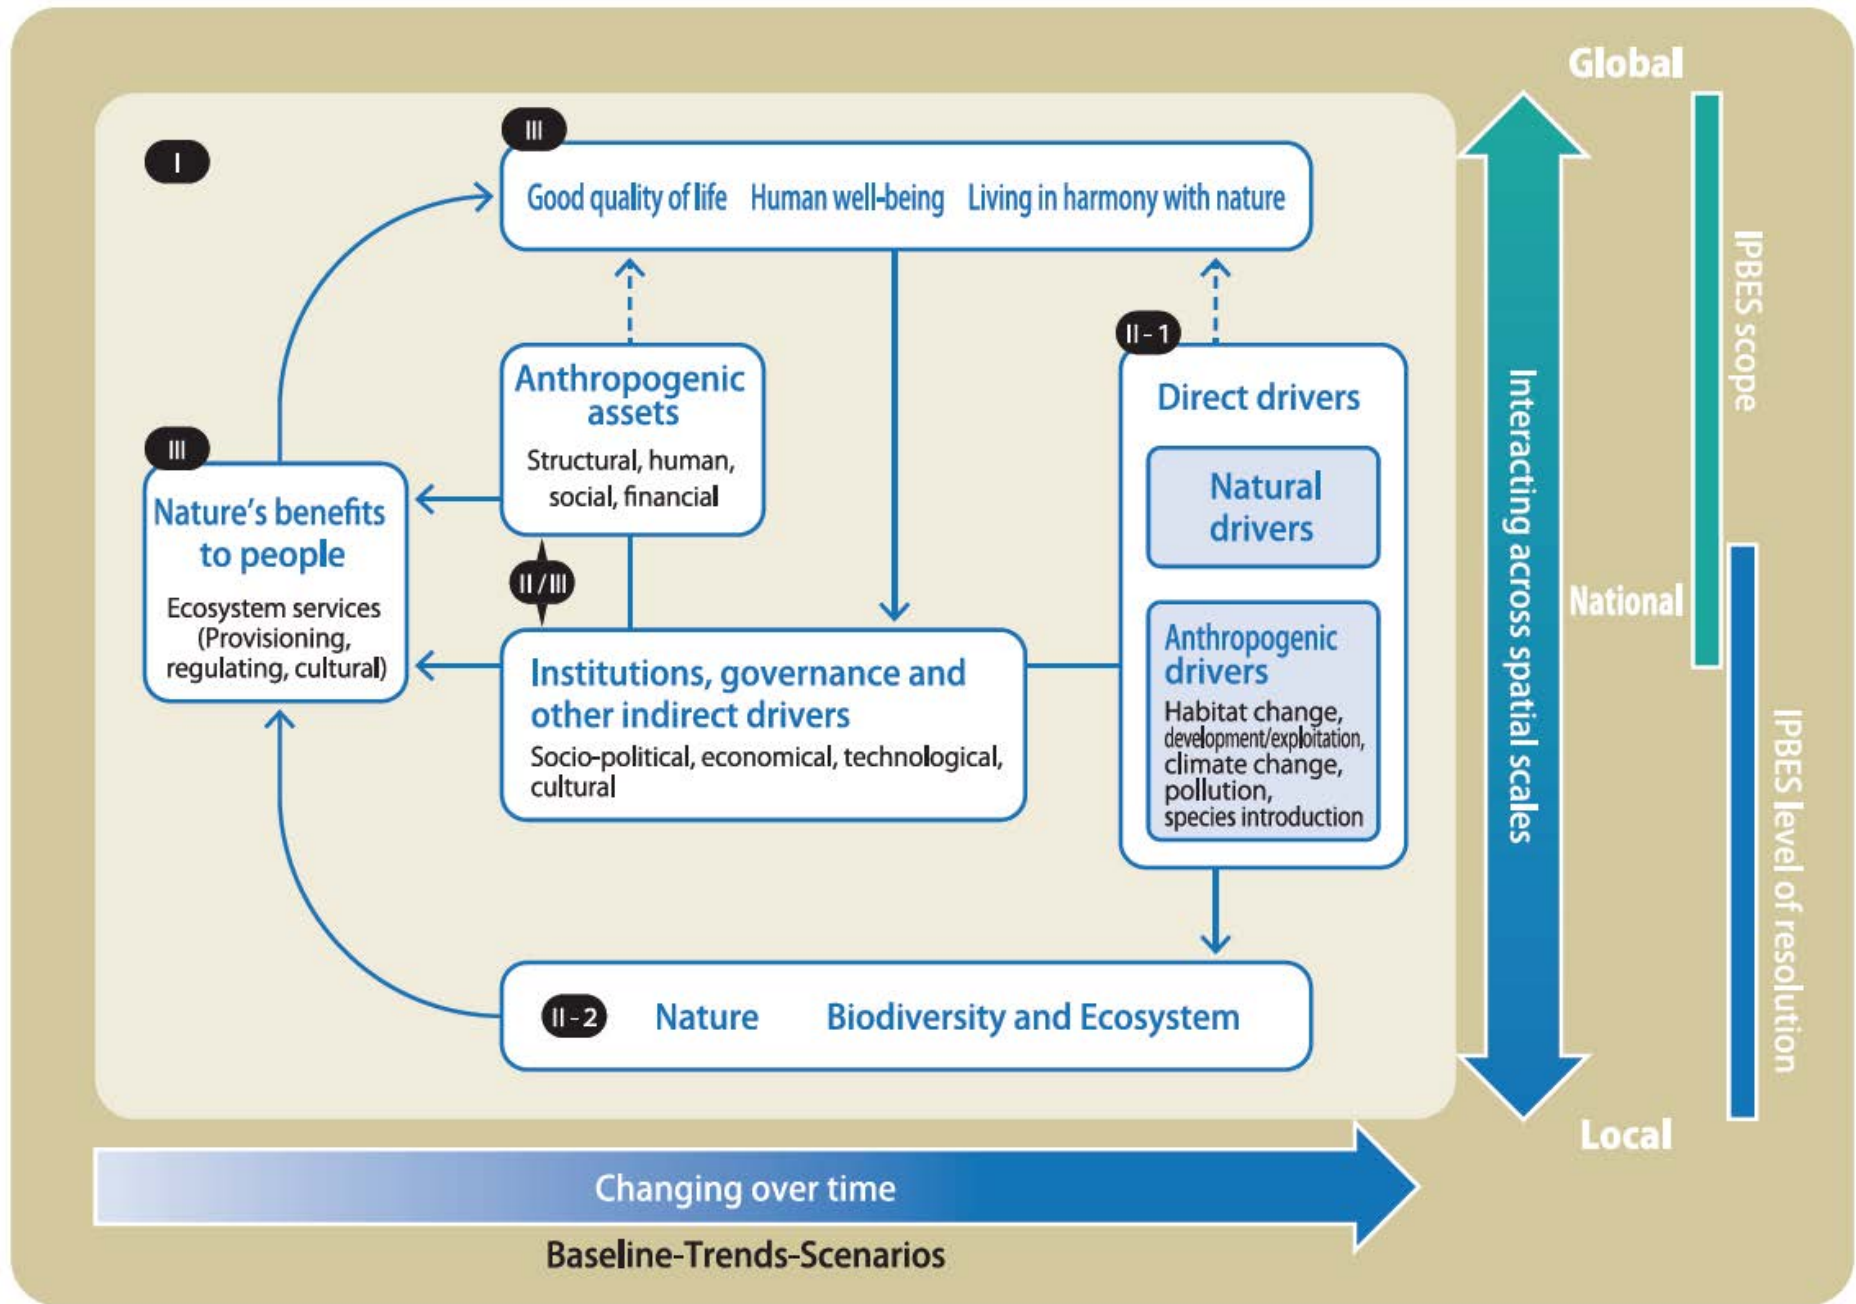 Global
I
III
Good quality of life Human well-being Living in harmony with nature
II-1
Anthropogenic
assets
Structural, human,
social, financial
Direct drivers
Natural
drivers
III
Nature's benefits
to people
Ecosystem services
(Provisioning,
regulating, cultural)
II/III
Institutions, governance and
other indirect drivers
Socio-political, economical, technological,
cultural
Anthropogenic
drivers
Habitat change,
development/exploitation,
climate change,
pollution,
species introduction
II-2 Nature Biodiversity and Ecosystem
Interacting across spatial scales
National
IPBES scope
IPBES level of resolution
Local
Changing over time
Baseline-Trends-Scenarios